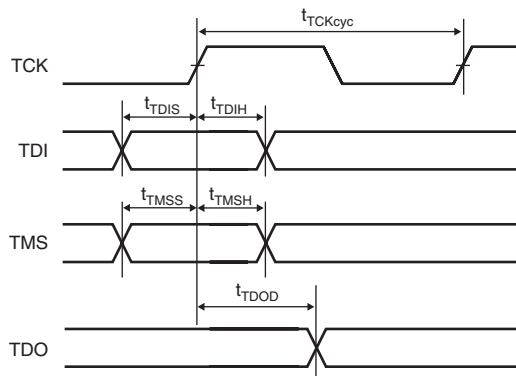 tTCKcyc
TCK
tTDIS tTDIH
TDI
tTMSS tTMSH
TMS
tTDOD
TDO